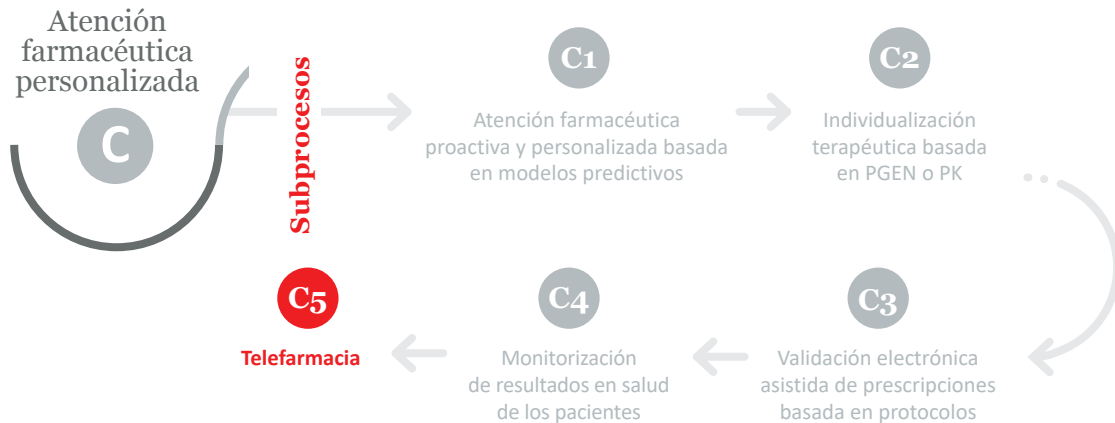 Atención
farmacéutica
personalizada
C
Subprocesos
C1
Atención farmacéutica
proactiva y personalizada basada
en modelos predictivos
C2
Individualización
terapéutica basada
en PGEN o PK
C3
Validación electrónica
asistida de prescripciones
basada en protocolos
C4
Monitorización
de resultados en salud
de los pacientes
C5
Telefarmacia